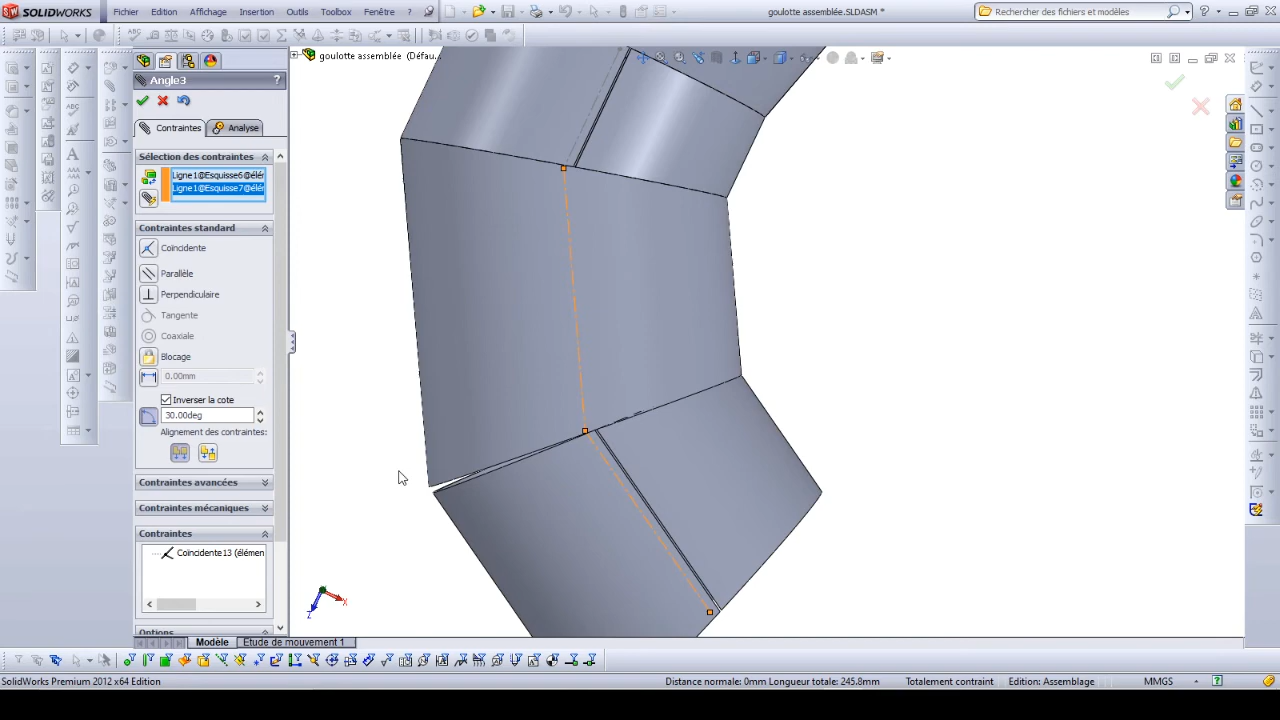 SOLIDWORKS Fichier Edition Affichage Insertion Outils Toolbox Fenêtre ? goulotte assemblée.SLDASM * Rechercher des fichiers et modèles
goulotte assemblée (Défau...
Angle3 ?
Contraintes Analyse
Sélection des contraintes
Ligne1@Esquisse6@élér
Ligne1@Esquisse7@élér
Contraintes standard
Coïncidente
Parallèle
Perpendiculaire
Tangente
Coaxiale
Blocage
0.00mm
Inverser la cote
30.00deg
Alignement des contraintes:
Contraintes avancées
Contraintes mécaniques
Contraintes
Coïncidente13 (élémen
Options
X
Z
Modèle Etude de mouvement 1
SolidWorks Premium 2012 x64 Edition Distance normale: 0mm Longueur totale: 245.8mm Totalement contraint Edition: Assemblage MMGS ?